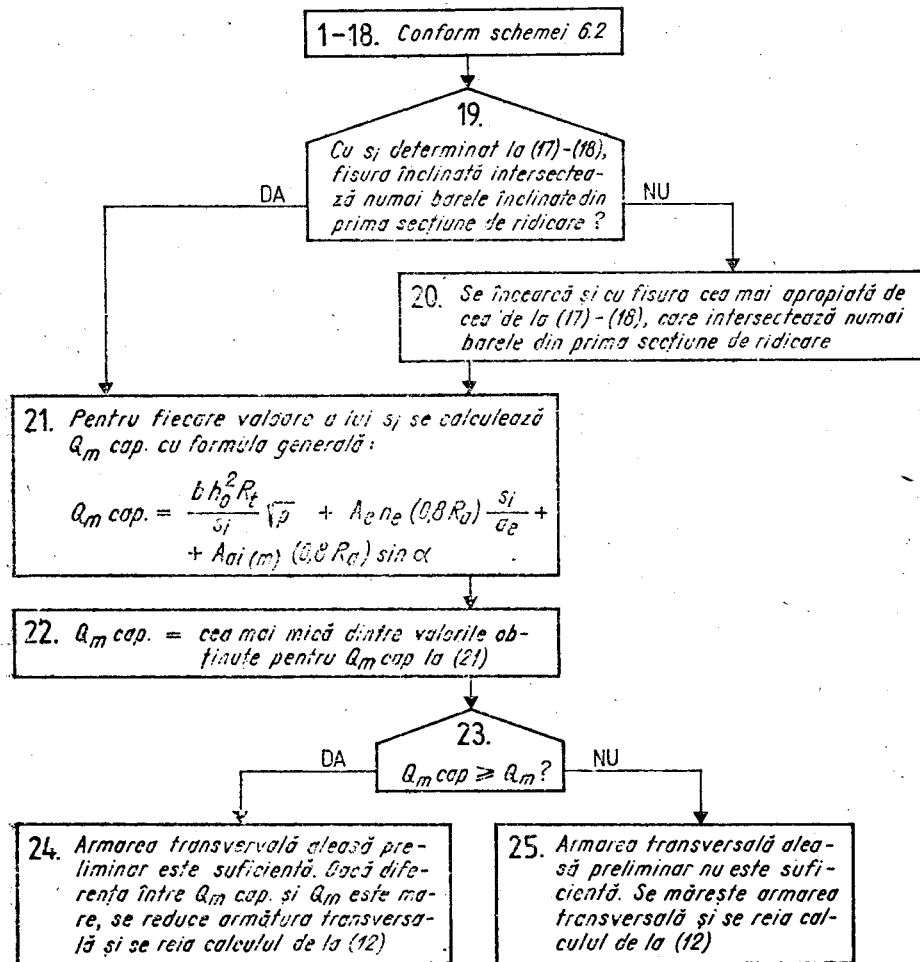 1-18. Conform schemei 6.2
19.
Cu si determinat la (17)-(18),
fisura înclinată intersectea-
ză numai barele înclinate din
prima secțiune de ridicare ?
DA
NU
20. Se încearcă și cu fisura cea mai apropiată de
cea de la (17)-(18), care intersectează numai
barele din prima secțiune de ridicare
21. Pentru fiecare valoare a lui si se calculează
Qm cap. cu formula generală :
Qm cap. = b h₀² Rt / si √p + Ae ne (0,8 Ra) si / ae +
+ Aai (m) (0,8 Ra) sin α
22. Qm cap. = cea mai mică dintre valorile ob-
ținute pentru Qm cap la (21)
23.
Qm cap ≥ Qm ?
DA
NU
24. Armarea transvervală aleasă pre-
liminar este suficientă. Dacă dife-
rența între Qm cap. și Qm este ma-
re, se reduce armătura transversa-
lă și se reia calculul de la (12)
25. Armarea transversală alea-
să preliminar nu este sufi-
cientă. Se mărește armarea
transversală și se reia cal-
culul de la (12)